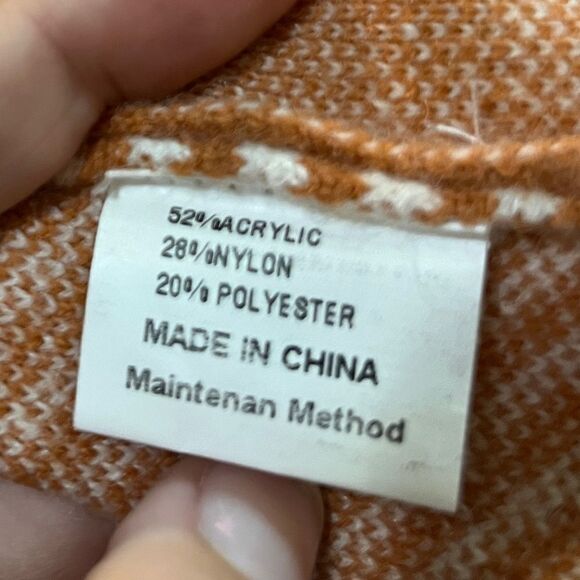 52%ACRYLIC
28%NYLON
20% POLYESTER
MADE IN CHINA
Maintenan Method